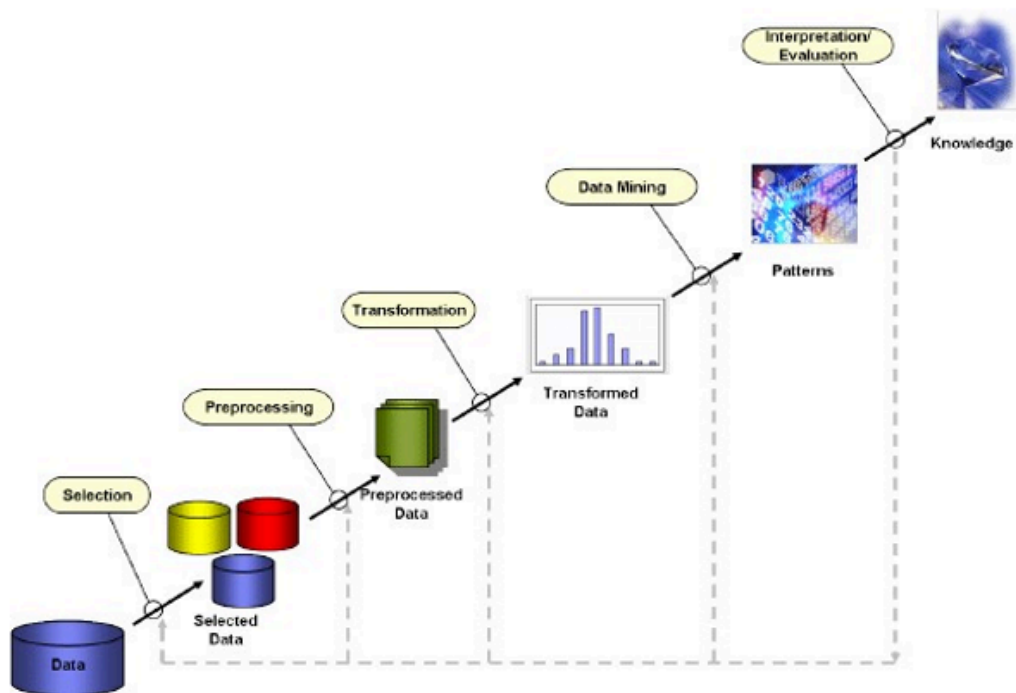 Interpretation/
Evaluation
Knowledge
Data Mining
Patterns
Transformation
Transformed
Data
Preprocessing
Preprocessed
Data
Selection
Selected
Data
Data